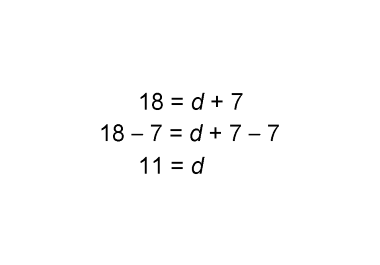 18 = d + 7
18 – 7 = d + 7 – 7
11 = d